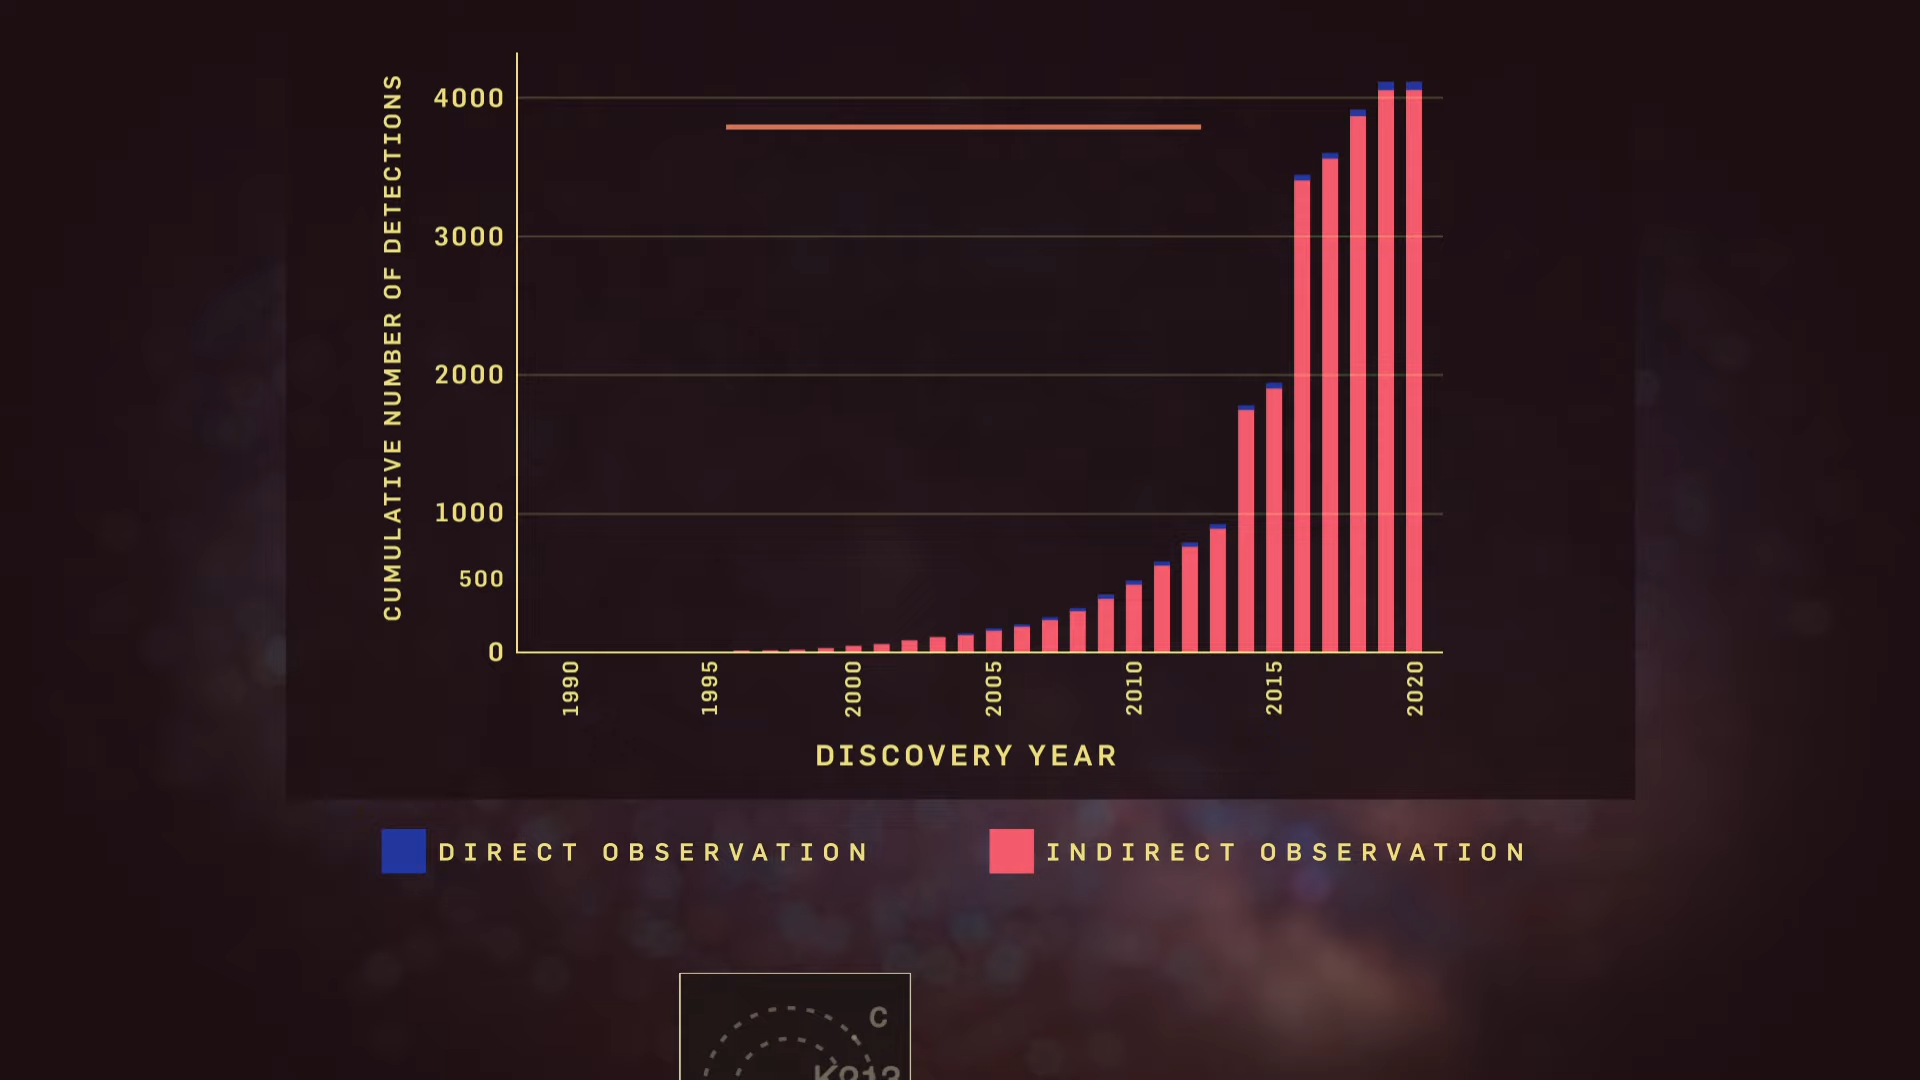 CUMULATIVE NUMBER OF DETECTIONS
4000
3000
2000
1000
500
0
1990 1995 2000 2005 2010 2015 2020
DISCOVERY YEAR
DIRECT OBSERVATION INDIRECT OBSERVATION
C